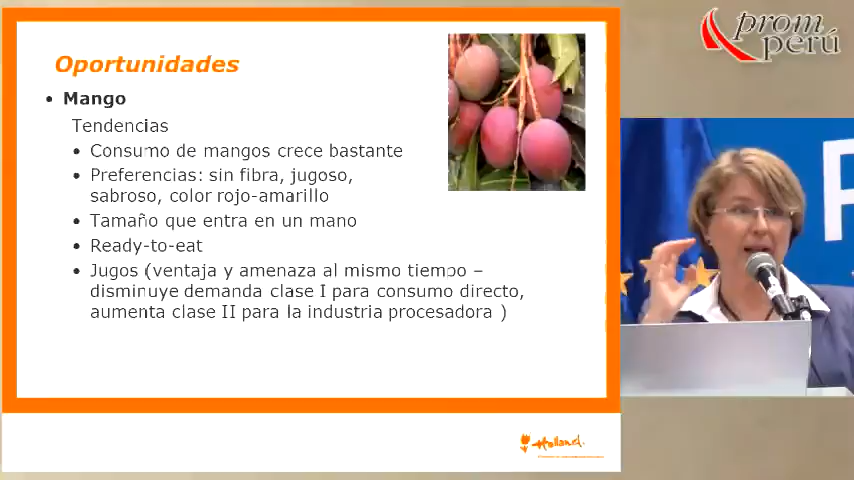 Oportunidades
prom
perú
• Mango
Tendencias
• Consumo de mangos crece bastante
• Preferencias: sin fibra, jugoso,
sabroso, color rojo-amarillo
• Tamaño que entra en un mano
• Ready-to-eat
• Jugos (ventaja y amenaza al mismo tiempo –
disminuye demanda clase I para consumo directo,
aumenta clase II para la industria procesadora )
P
Holland.